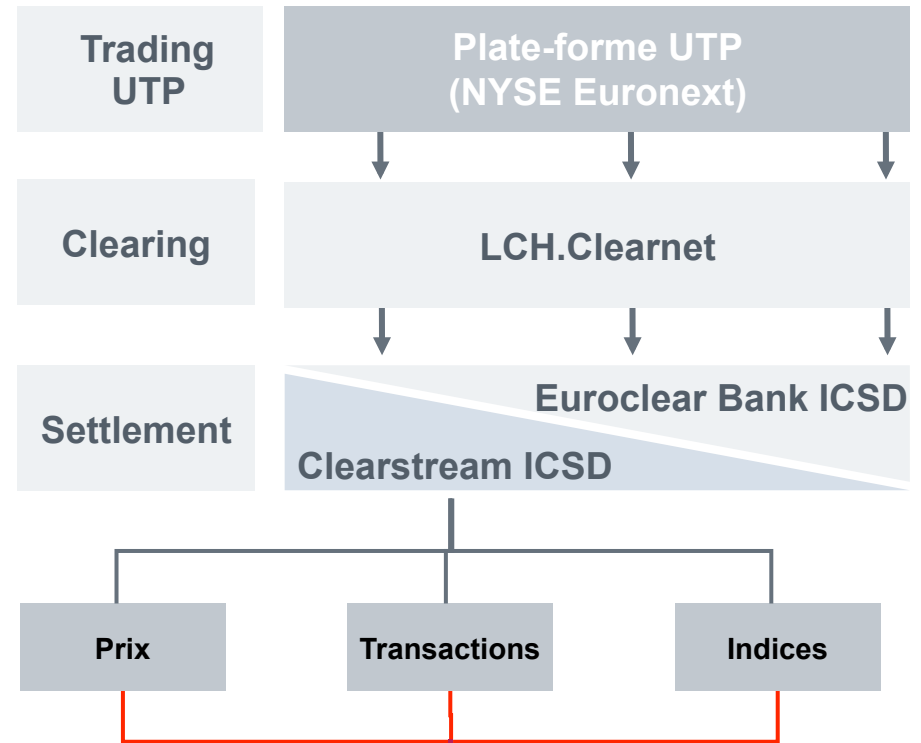 Trading
UTP
Plate-forme UTP
(NYSE Euronext)
Clearing
LCH.Clearnet
Settlement
Euroclear Bank ICSD
Clearstream ICSD
Prix
Transactions
Indices